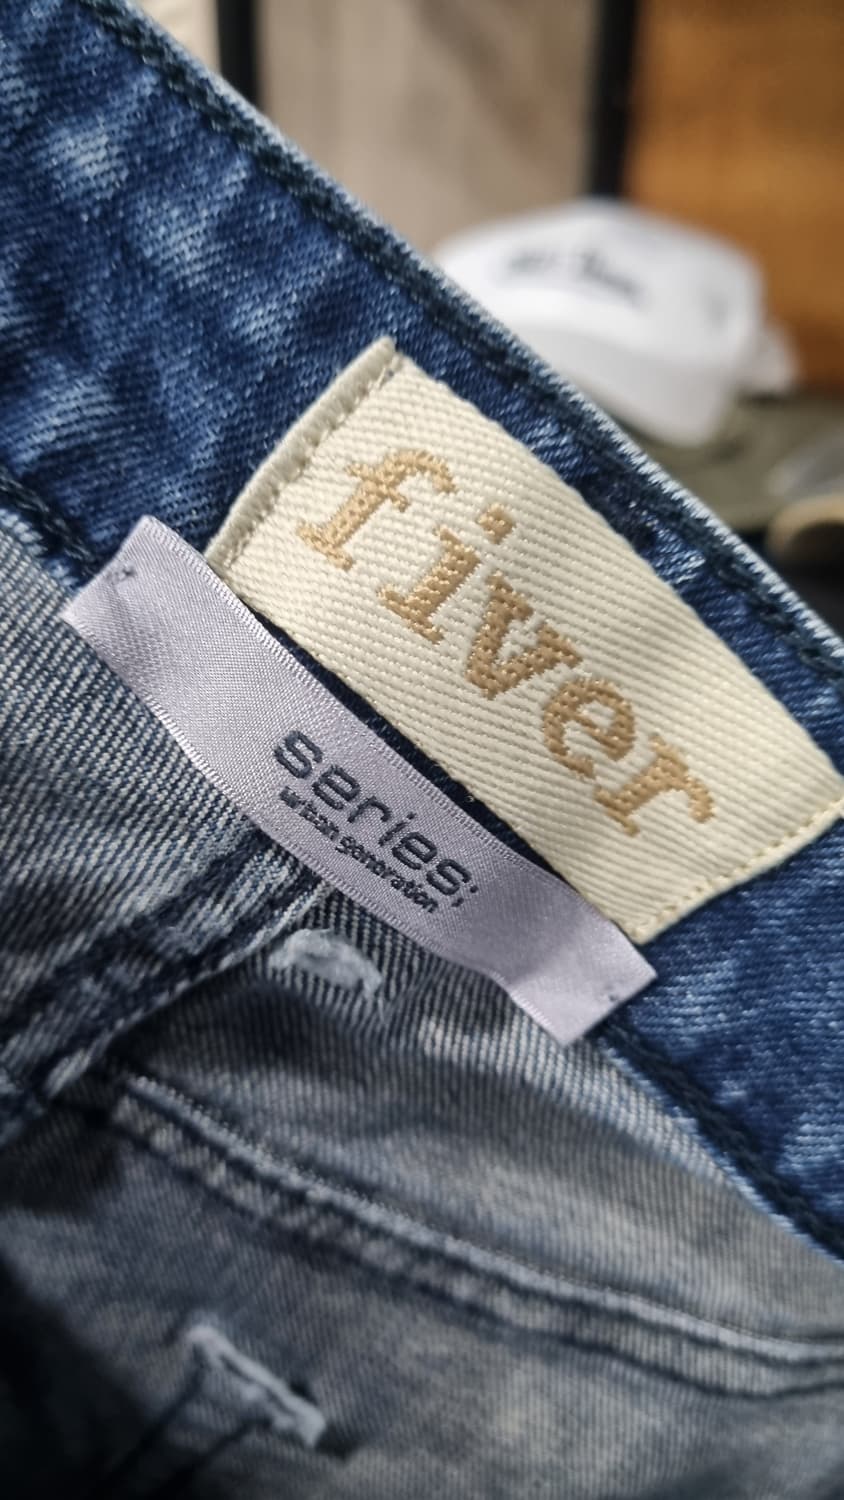 fiver
series;
urban generation